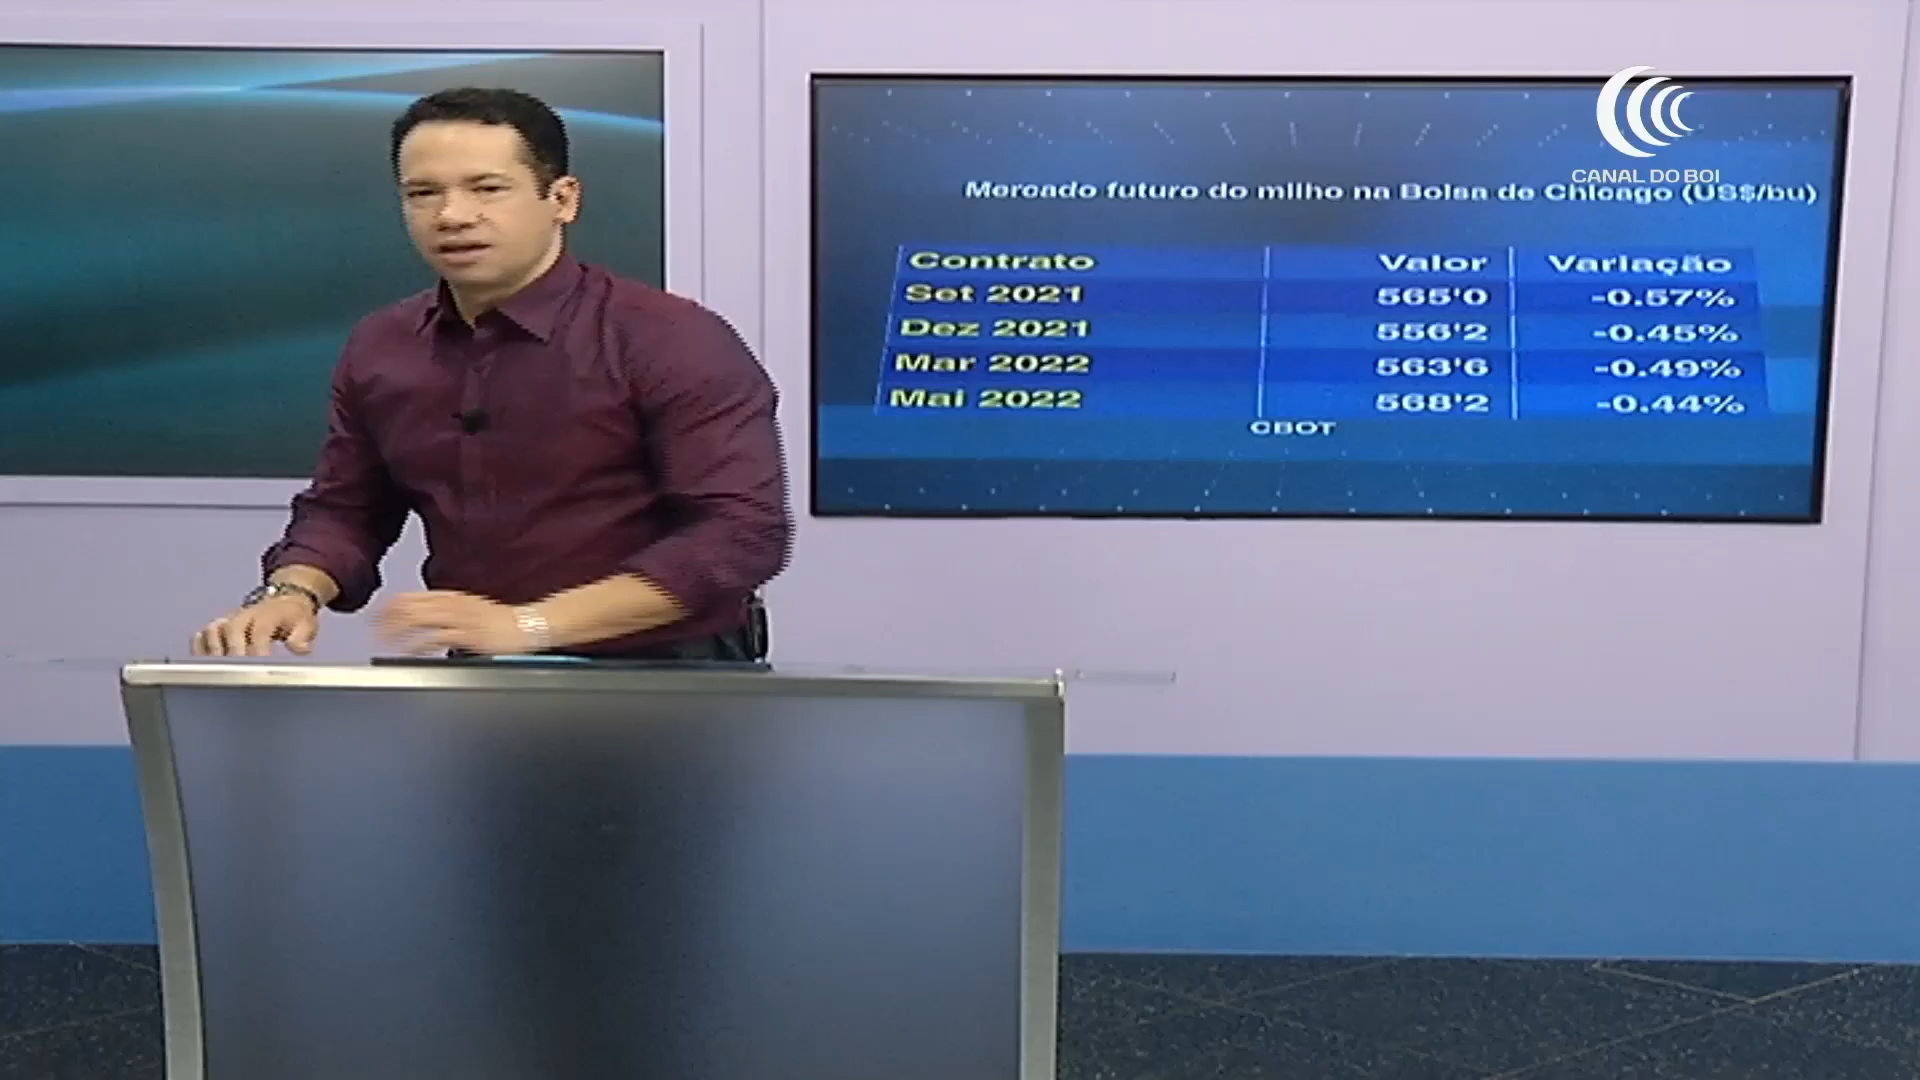 CANAL DO BOI
Mercado futuro do milho na Bolsa de Chicago (US$/bu)
Contrato Valor Variação
Set 2021 565'0 -0.57%
Dez 2021 556'2 -0.45%
Mar 2022 563'6 -0.49%
Mai 2022 568'2 -0.44%
CBOT